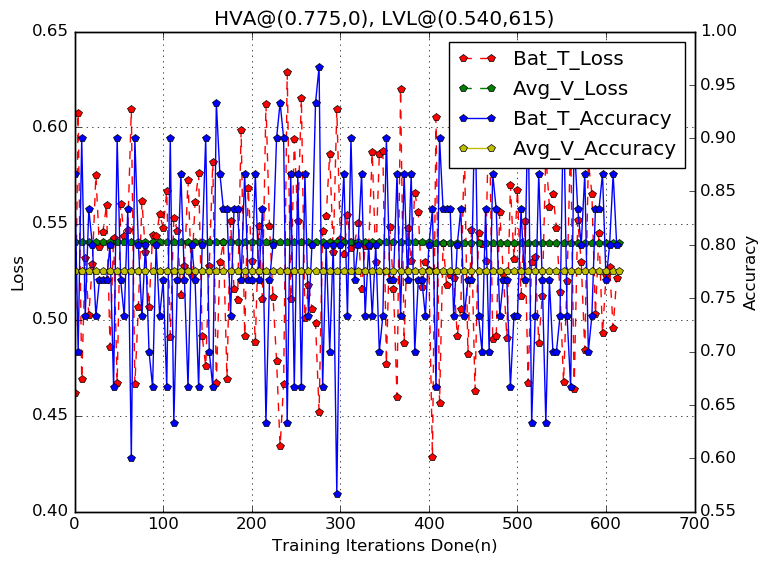 HVA@(0.775,0), LVL@(0.540,615)
0.65
0.60
0.55
0.50
0.45
0.40
Loss
1.00
0.95
0.90
0.85
0.80
0.75
0.70
0.65
0.60
0.55
Accuracy
Bat_T_Loss
Avg_V_Loss
Bat_T_Accuracy
Avg_V_Accuracy
0 100 200 300 400 500 600 700
Training Iterations Done(n)